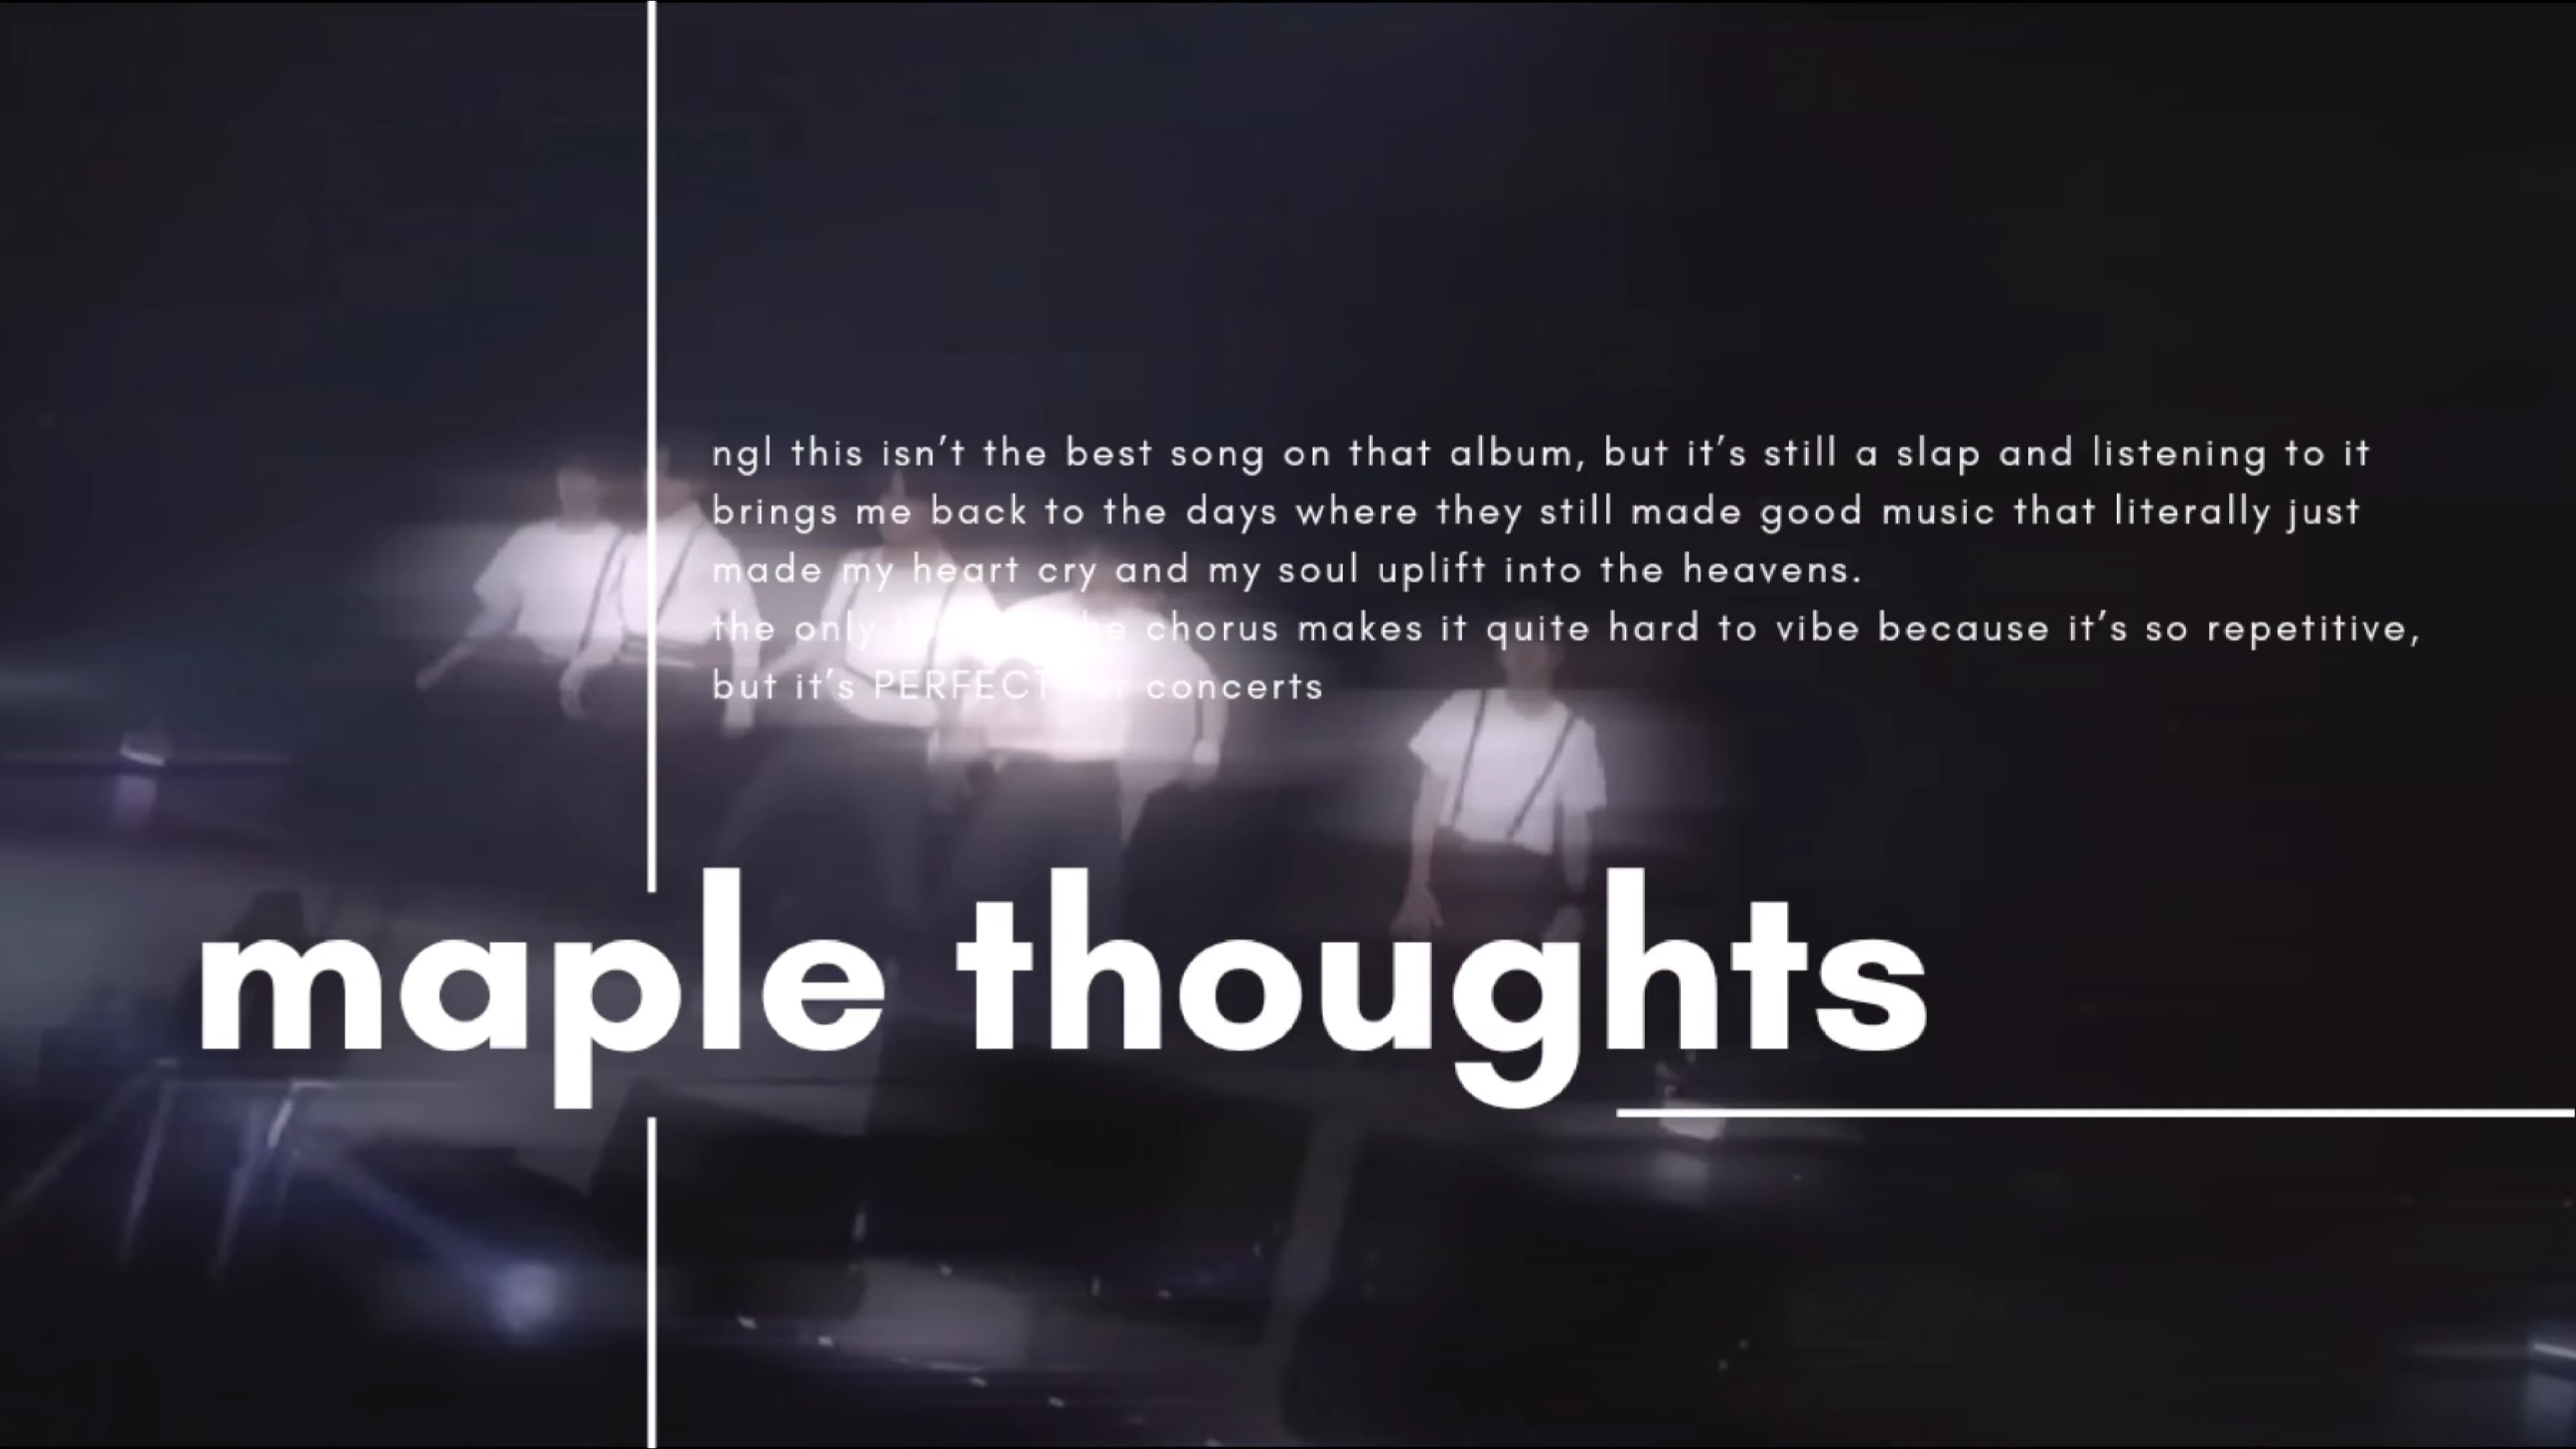 ngl this isn’t the best song on that album, but it’s still a slap and listening to it
brings me back to the days where they still made good music that literally just
made my heart cry and my soul uplift into the heavens.
the only chorus makes it quite hard to vibe because it’s so repetitive,
but it’s PERFECT concerts
maple thoughts